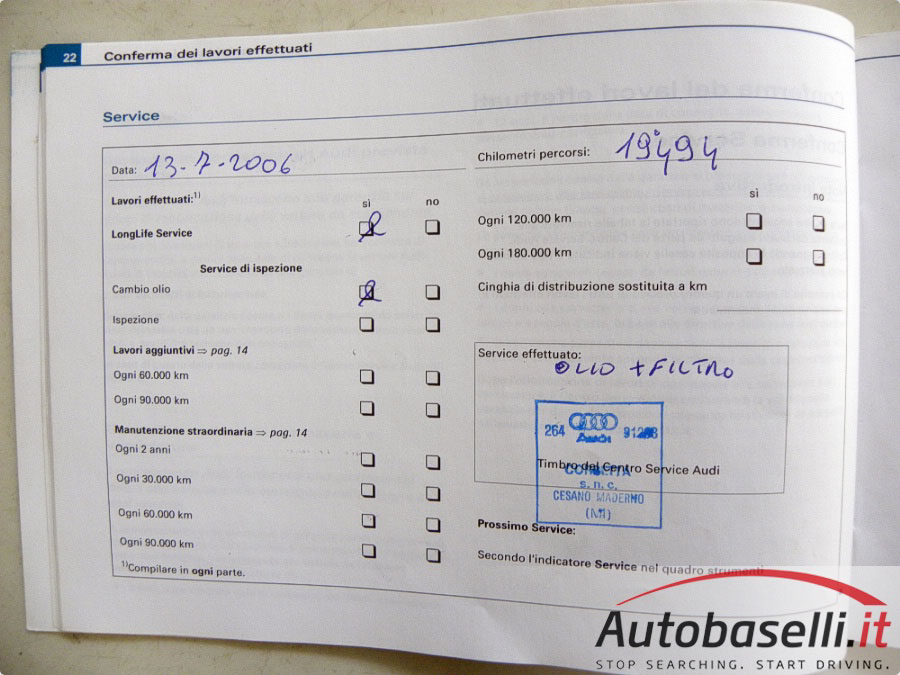 22 Conferma dei lavori effettuati
Service
Data: 13-7-2006
Lavori effettuati:1)
sì no
LongLife Service
Service di ispezione
Cambio olio
Ispezione
Lavori aggiuntivi ⇒ pag. 14
Ogni 60.000 km
Ogni 90.000 km
Manutenzione straordinaria ⇒ pag. 14
Ogni 2 anni
Ogni 30.000 km
Ogni 60.000 km
Ogni 90.000 km
1)Compilare in ogni parte.
Chilometri percorsi: 19494
sì no
Ogni 120.000 km
Ogni 180.000 km
Cinghia di distribuzione sostituita a km
Service effettuato:
OLIO + FILTRO
264 Audi
Timbro del Centro Service Audi
s.n.c.
CESANO MADERNO
(MI)
Prossimo Service:
Secondo l'indicatore Service nel quadro strumenti
Autobaselli.it
STOP SEARCHING. START DRIVING.